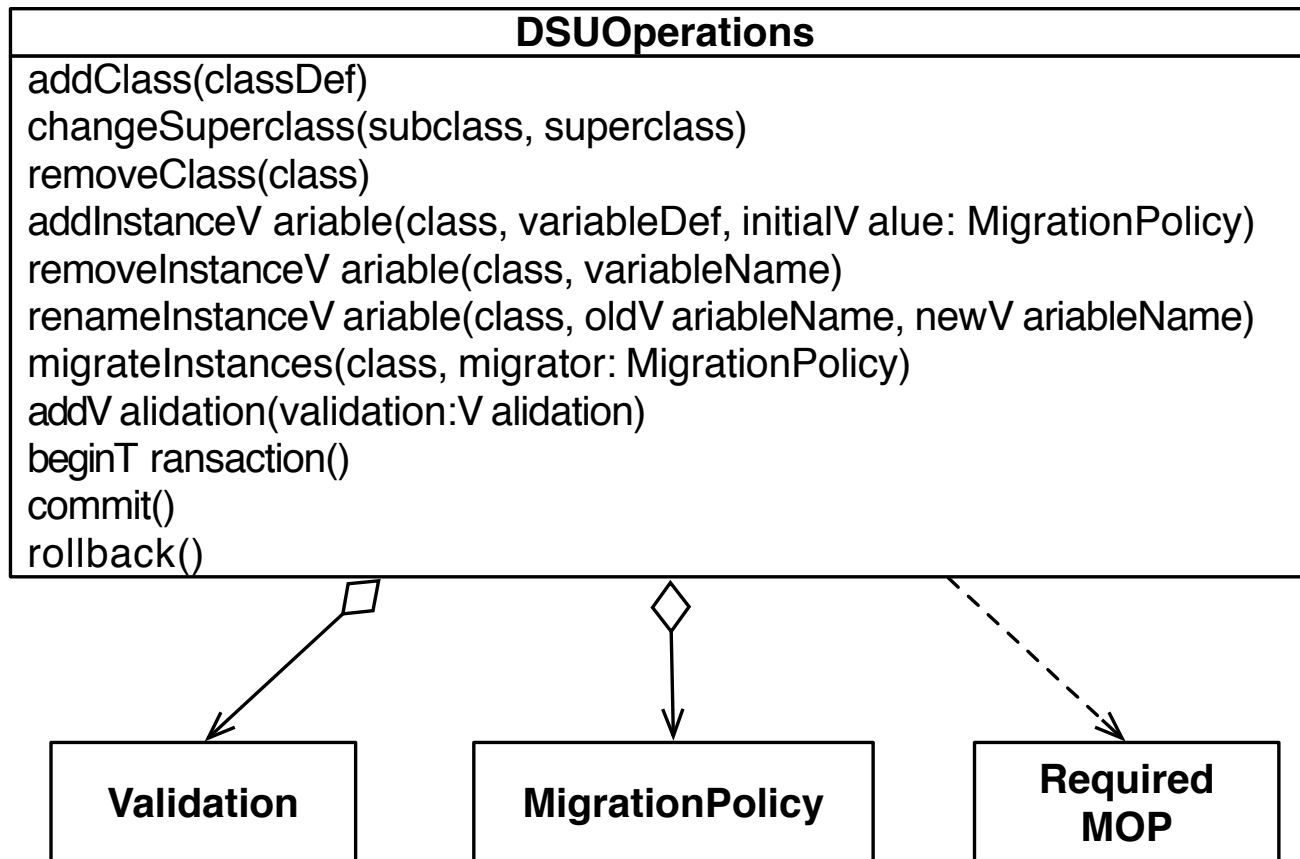 DSUOperations
addClass(classDef)
changeSuperclass(subclass, superclass)
removeClass(class)
addInstanceV ariable(class, variableDef, initialV alue: MigrationPolicy)
removeInstanceV ariable(class, variableName)
renameInstanceV ariable(class, oldV ariableName, newV ariableName)
migrateInstances(class, migrator: MigrationPolicy)
addV alidation(validation:V alidation)
beginT ransaction()
commit()
rollback()
Validation
MigrationPolicy
Required
MOP